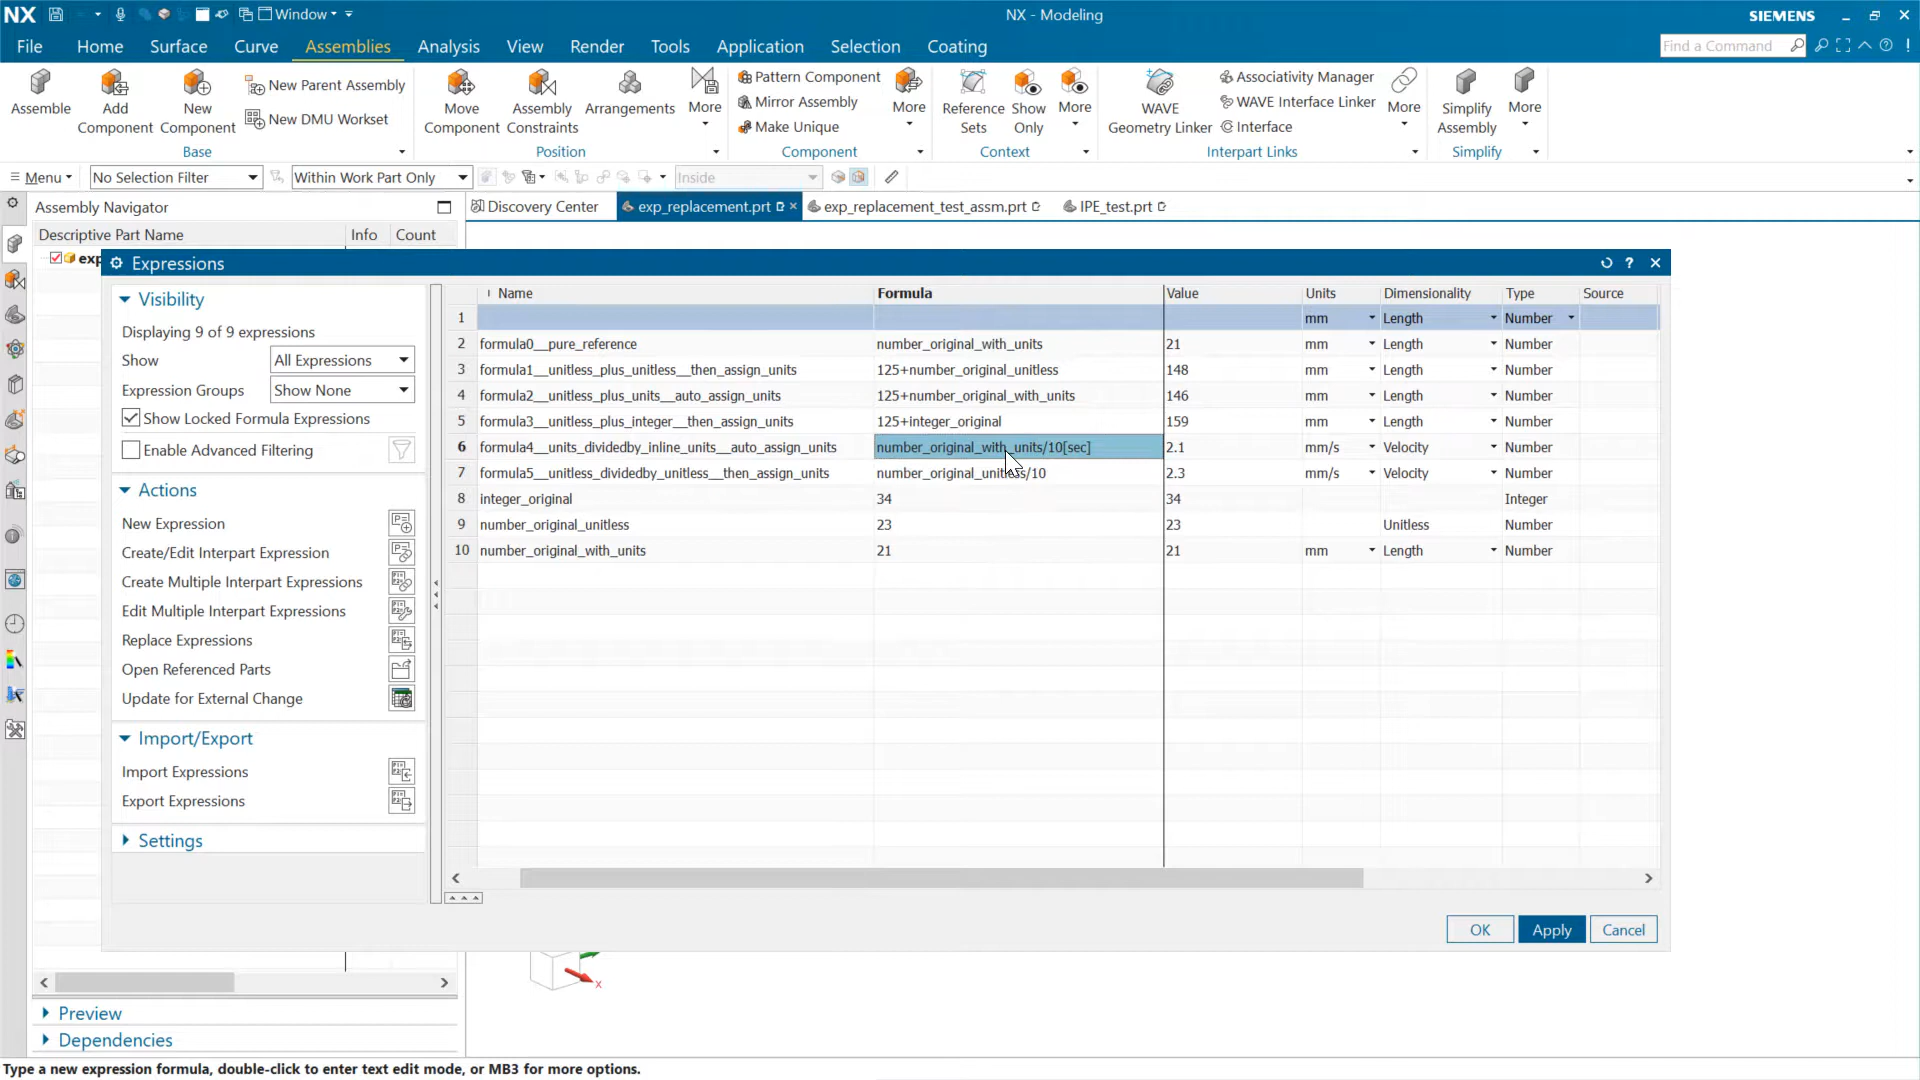 NX Window NX - Modeling SIEMENS
File Home Surface Curve Assemblies Analysis View Render Tools Application Selection Coating Find a Command
Assemble
Add Component
New Component
New Parent Assembly
New DMU Workset
Base
Move Component
Assembly Constraints
Arrangements
More
Position
Pattern Component
Mirror Assembly
Make Unique
More
Component
Reference Sets
Show Only
More
Context
WAVE Geometry Linker
Associativity Manager
WAVE Interface Linker
Interface
More
Interpart Links
Simplify Assembly
More
Simplify
Menu No Selection Filter Within Work Part Only Inside
Assembly Navigator
Discovery Center exp_replacement.prt exp_replacement_test_assm.prt IPE_test.prt
Descriptive Part Name Info Count
exp
Expressions
Visibility
Displaying 9 of 9 expressions
Show All Expressions
Expression Groups Show None
Show Locked Formula Expressions
Enable Advanced Filtering
Actions
New Expression
Create/Edit Interpart Expression
Create Multiple Interpart Expressions
Edit Multiple Interpart Expressions
Replace Expressions
Open Referenced Parts
Update for External Change
Import/Export
Import Expressions
Export Expressions
Settings
Name Formula Value Units Dimensionality Type Source
1 mm Length Number
2 formula0__pure_reference number_original_with_units 21 mm Length Number
3 formula1__unitless_plus_unitless__then_assign_units 125+number_original_unitless 148 mm Length Number
4 formula2__unitless_plus_units__auto_assign_units 125+number_original_with_units 146 mm Length Number
5 formula3__unitless_plus_integer__then_assign_units 125+integer_original 159 mm Length Number
6 formula4__units_dividedby_inline_units__auto_assign_units number_original_with_units/10[sec] 2.1 mm/s Velocity Number
7 formula5__unitless_dividedby_unitless__then_assign_units number_original_unitless/10 2.3 mm/s Velocity Number
8 integer_original 34 34 Integer
9 number_original_unitless 23 23 Unitless Number
10 number_original_with_units 21 21 mm Length Number
OK Apply Cancel
X
Preview
Dependencies
Type a new expression formula, double-click to enter text edit mode, or MB3 for more options.